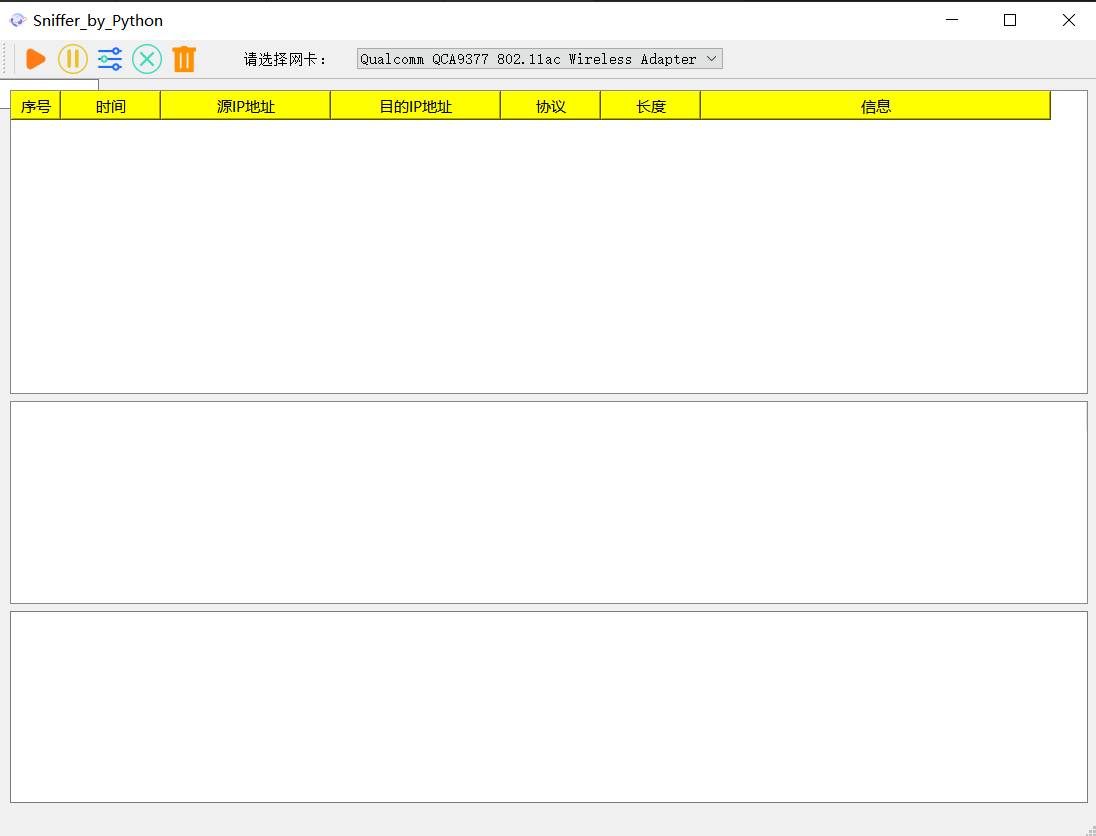 Sniffer_by_Python
请选择网卡： Qualcomm QCA9377 802.11ac Wireless Adapter
序号 时间 源IP地址 目的IP地址 协议 长度 信息